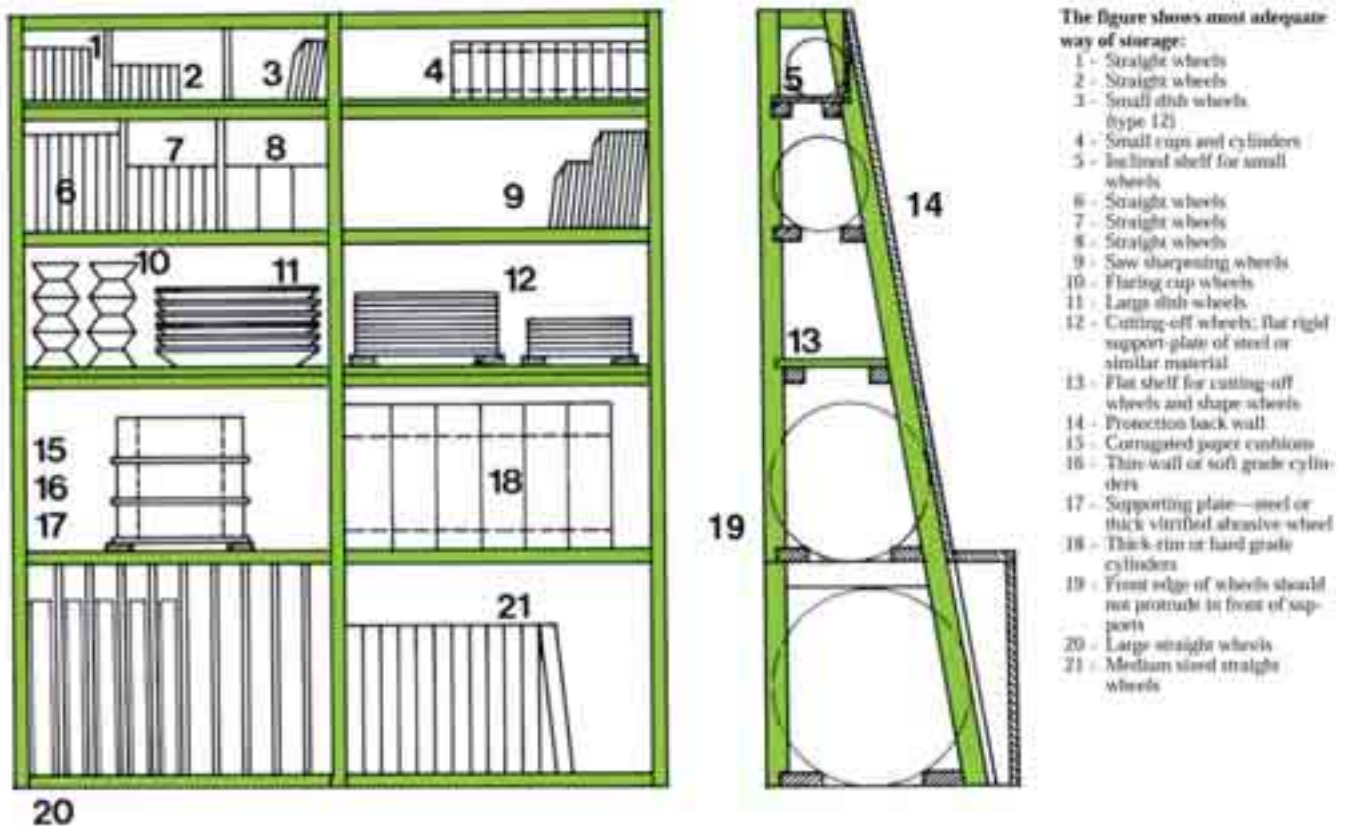 1
2
3
4
5
6
7
8
9
10
11
12
13
14
15
16
17
18
19
20
21
The figure shows most adequate
way of storage:
1 - Straight wheels
2 - Straight wheels
3 - Small dish wheels
(type 12)
4 - Small cups and cylinders
5 - Inclined shelf for small
wheels
6 - Straight wheels
7 - Straight wheels
8 - Straight wheels
9 - Saw sharpening wheels
10 - Flaring cup wheels
11 - Large dish wheels
12 - Cutting-off wheels; flat rigid
support-plate of steel or
similar material
13 - Flat shelf for cutting-off
wheels and shape wheels
14 - Protection back wall
15 - Corrugated paper cushions
16 - Thin wall or soft grade cylin-
ders
17 - Supporting plate—steel or
thick vitrified abrasive wheel
18 - Thick rim or hard grade
cylinders
19 - Front edge of wheels should
not protrude in front of sup-
ports
20 - Large straight wheels
21 - Medium sized straight
wheels